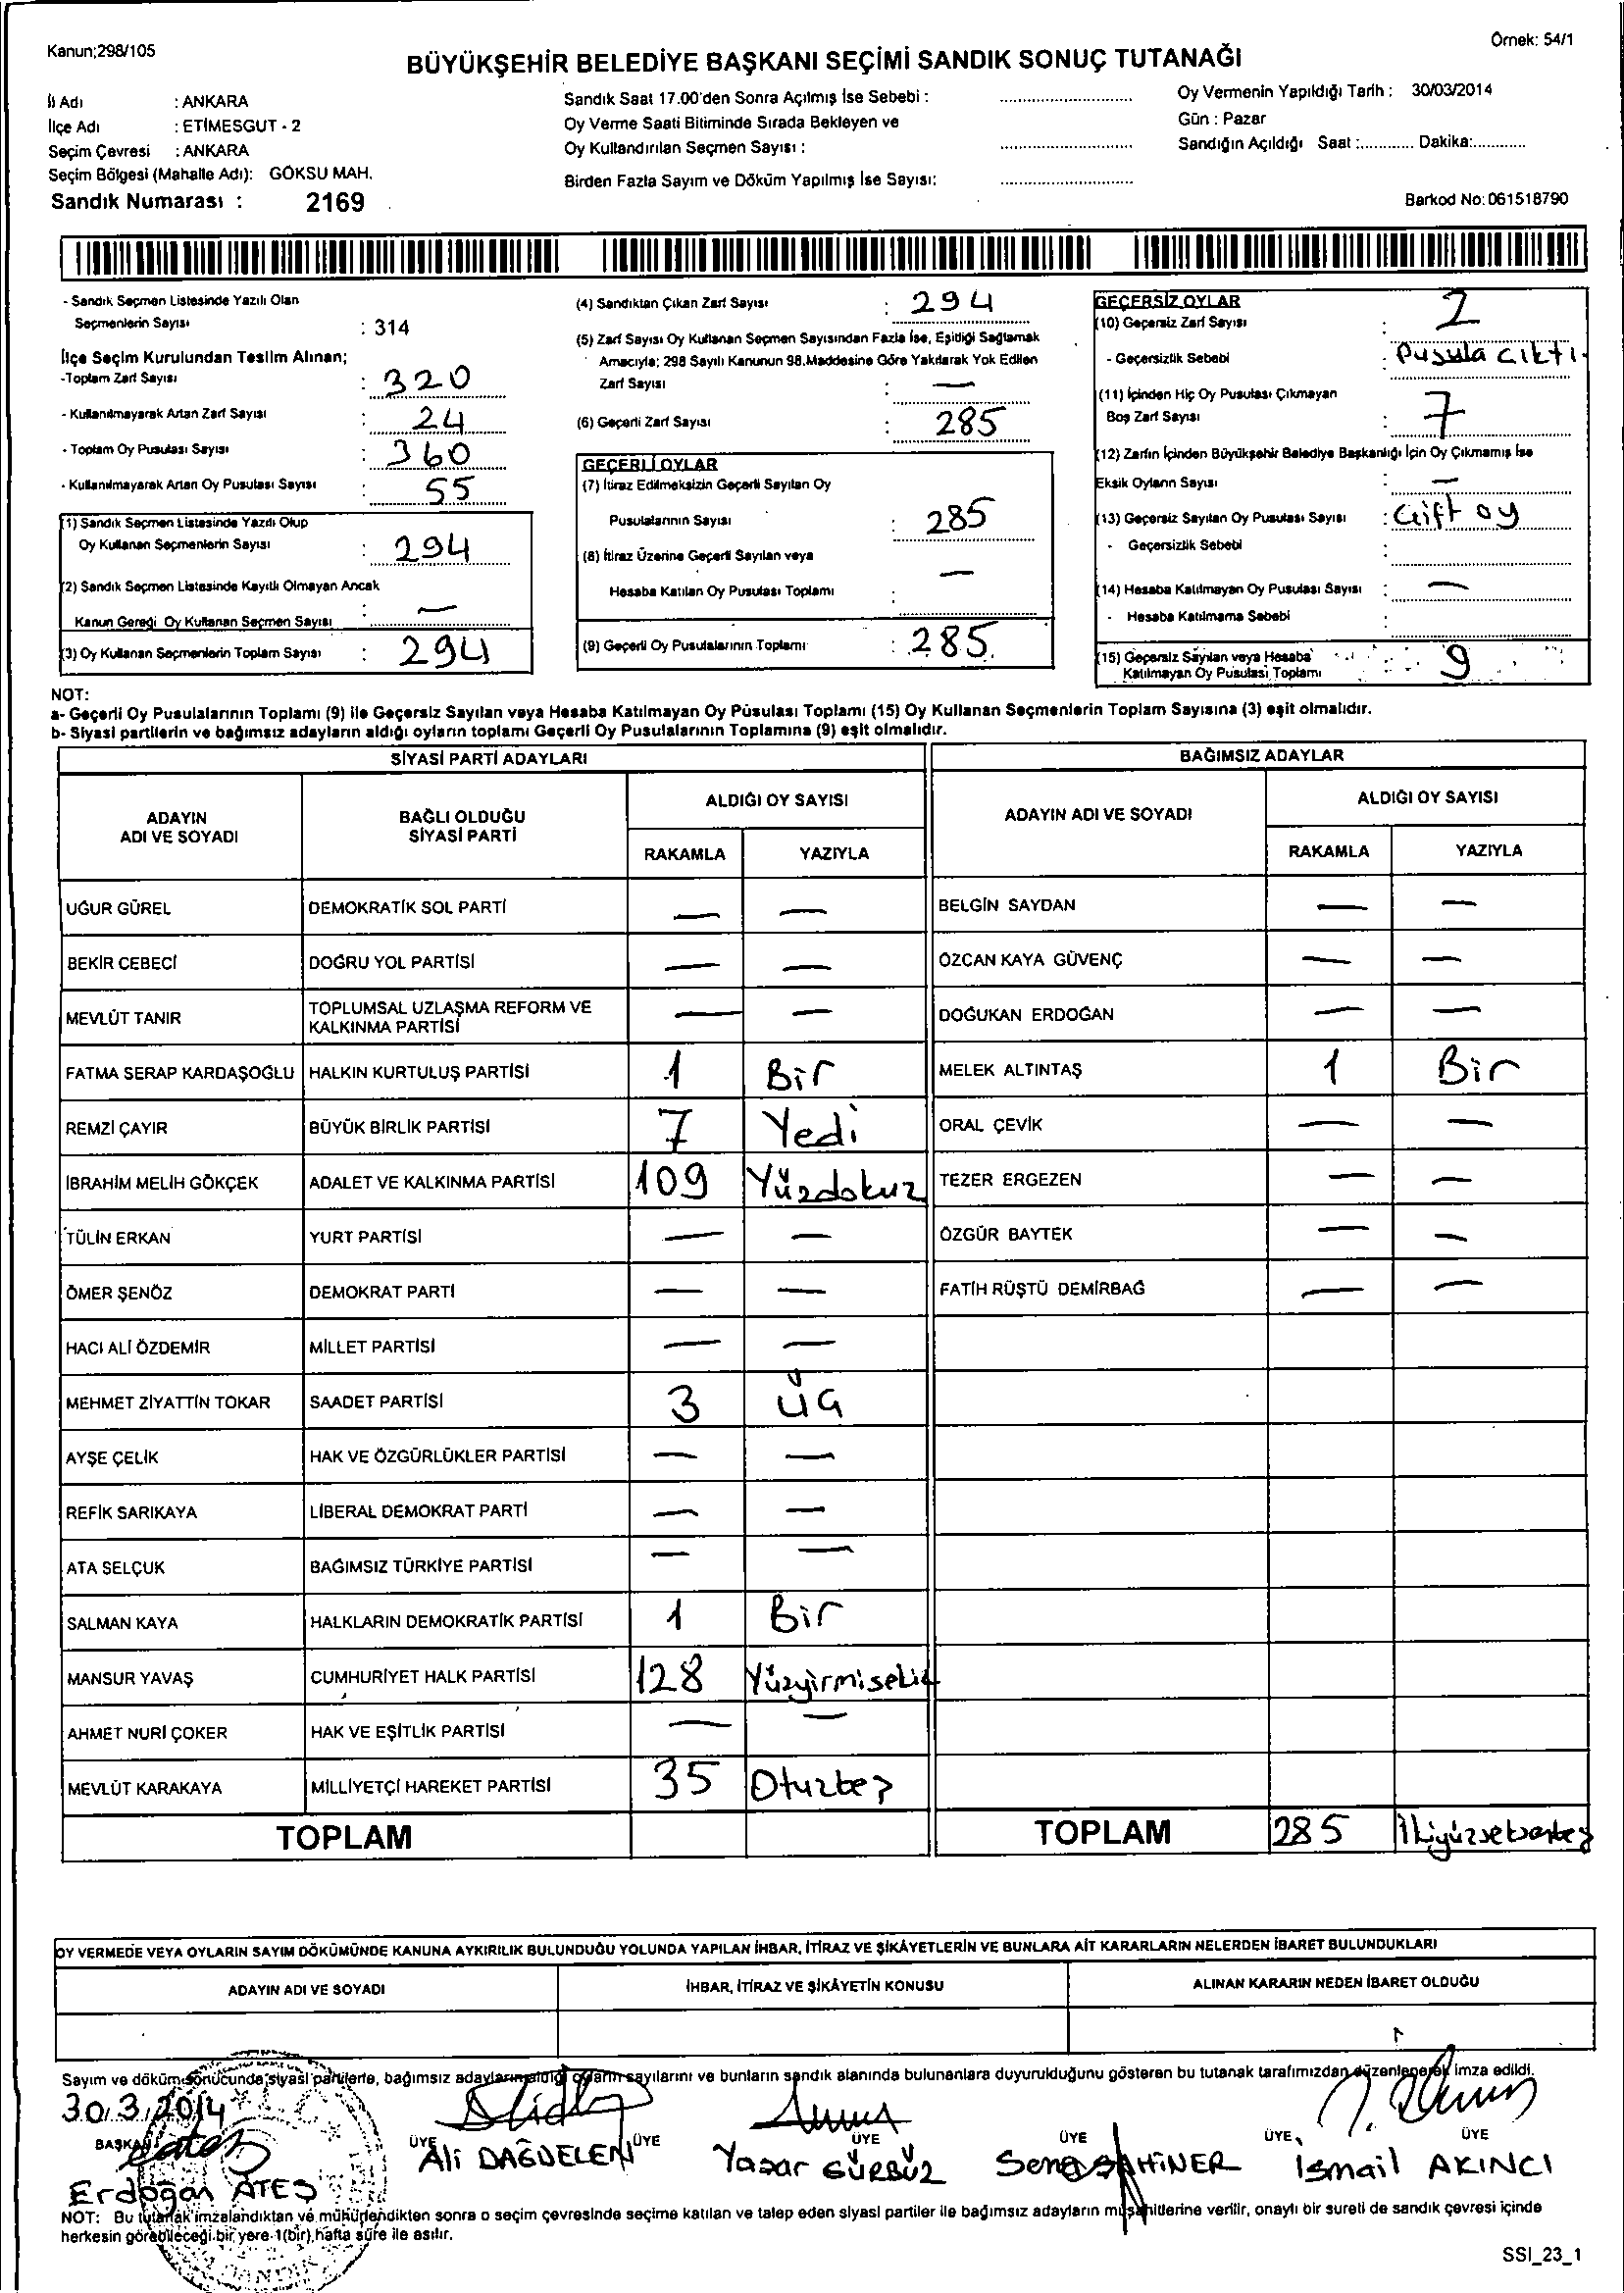 Kanun;298/105
Örnek: 54/1
BÜYÜKŞEHİR BELEDİYE BAŞKANI SEÇİMİ SANDIK SONUÇ TUTANAĞI
İli Adı : ANKARA
İlçe Adı : ETİMESGUT - 2
Seçim Çevresi : ANKARA
Seçim Bölgesi (Mahalle Adı): GÖKSU MAH.
Sandık Numarası : 2169
Sandık Saat 17.00'den Sonra Açılmış İse Sebebi :
Oy Verme Saati Bitiminde Sırada Bekleyen ve
Oy Kullandırılan Seçmen Sayısı :
Birden Fazla Sayım ve Döküm Yapılmış İse Sayısı:
Oy Vermenin Yapıldığı Tarih : 30/03/2014
Gün : Pazar
Sandığın Açıldığı Saat :............ Dakika:...........
Barkod No: 061518790
- Sandık Seçmen Listesinde Yazılı Olan
Seçmenlerin Sayısı : 314
İlçe Seçim Kurulundan Teslim Alınan;
-Toplam Zarf Sayısı : 320
- Kullanılmayarak Artan Zarf Sayısı : 24
- Toplam Oy Pusulası Sayısı : 360
- Kullanılmayarak Artan Oy Pusulası Sayısı : 55
(1) Sandık Seçmen Listesinde Yazılı Olup
Oy Kullanan Seçmenlerin Sayısı : 294
(2) Sandık Seçmen Listesinde Kayıtlı Olmayan Ancak
Kanun Gereği Oy Kullanan Seçmen Sayısı : —
(3) Oy Kullanan Seçmenlerin Toplam Sayısı : 294
(4) Sandıktan Çıkan Zarf Sayısı : 294
(5) Zarf Sayısı Oy Kullanan Seçmen Sayısından Fazla İse, Eşitliği Sağlamak
Amacıyla; 298 Sayılı Kanunun 98.Maddesine Göre Yakılarak Yok Edilen
Zarf Sayısı : —
(6) Geçerli Zarf Sayısı : 285
GEÇERLİ OYLAR
(7) İtiraz Edilmeksizin Geçerli Sayılan Oy
Pusulalarının Sayısı : 285
(8) İtiraz Üzerine Geçerli Sayılan veya
Hesaba Katılan Oy Pusulası Toplamı : —
(9) Geçerli Oy Pusulalarının Toplamı : 285
GEÇERSİZ OYLAR
(10) Geçersiz Zarf Sayısı : 2
- Geçersizlik Sebebi : Pusula cıktı.
(11) İçinden Hiç Oy Pusulası Çıkmayan
Boş Zarf Sayısı : 7
(12) Zarfın İçinden Büyükşehir Belediye Başkanlığı İçin Oy Çıkmamış İse
Eksik Oyların Sayısı : —
(13) Geçersiz Sayılan Oy Pusulası Sayısı : Çift oy
- Geçersizlik Sebebi :
(14) Hesaba Katılmayan Oy Pusulası Sayısı : —
- Hesaba Katılmama Sebebi :
(15) Geçersiz Sayılan veya Hesaba
Katılmayan Oy Pusulası Toplamı : 9
NOT:
a- Geçerli Oy Pusulalarının Toplamı (9) ile Geçersiz Sayılan veya Hesaba Katılmayan Oy Pusulası Toplamı (15) Oy Kullanan Seçmenlerin Toplam Sayısına (3) eşit olmalıdır.
b- Siyasi partilerin ve bağımsız adayların aldığı oyların toplamı Geçerli Oy Pusulalarının Toplamına (9) eşit olmalıdır.
SİYASİ PARTİ ADAYLARI
ADAYIN
ADI VE SOYADI
BAĞLI OLDUĞU
SİYASİ PARTİ
ALDIĞI OY SAYISI
RAKAMLA YAZIYLA
UĞUR GÜREL DEMOKRATİK SOL PARTİ — —
BEKİR CEBECİ DOĞRU YOL PARTİSİ — —
MEVLÜT TANIR TOPLUMSAL UZLAŞMA REFORM VE
KALKINMA PARTİSİ — —
FATMA SERAP KARDAŞOĞLU HALKIN KURTULUŞ PARTİSİ 1 Bir
REMZİ ÇAYIR BÜYÜK BİRLİK PARTİSİ 7 Yedi
İBRAHİM MELİH GÖKÇEK ADALET VE KALKINMA PARTİSİ 109 Yüzdokuz
TÜLİN ERKAN YURT PARTİSİ — —
ÖMER ŞENÖZ DEMOKRAT PARTİ — —
HACI ALİ ÖZDEMİR MİLLET PARTİSİ — —
MEHMET ZİYATTİN TOKAR SAADET PARTİSİ 3 üç
AYŞE ÇELİK HAK VE ÖZGÜRLÜKLER PARTİSİ — —
REFİK SARIKAYA LİBERAL DEMOKRAT PARTİ — —
ATA SELÇUK BAĞIMSIZ TÜRKİYE PARTİSİ — —
SALMAN KAYA HALKLARIN DEMOKRATİK PARTİSİ 1 Bir
MANSUR YAVAŞ CUMHURİYET HALK PARTİSİ 128 Yüzyirmisekiz
AHMET NURİ ÇOKER HAK VE EŞİTLİK PARTİSİ — —
MEVLÜT KARAKAYA MİLLİYETÇİ HAREKET PARTİSİ 35 Otuzbeş
TOPLAM
BAĞIMSIZ ADAYLAR
ADAYIN ADI VE SOYADI
ALDIĞI OY SAYISI
RAKAMLA YAZIYLA
BELGİN SAYDAN — —
ÖZCAN KAYA GÜVENÇ — —
DOĞUKAN ERDOĞAN — —
MELEK ALTINTAŞ 1 Bir
ORAL ÇEVİK — —
TEZER ERGEZEN — —
ÖZGÜR BAYTEK — —
FATİH RÜŞTÜ DEMİRBAĞ — —
TOPLAM 285 İkiyüzseksenbeş
OY VERMEDE VEYA OYLARIN SAYIM DÖKÜMÜNDE KANUNA AYKIRILIK BULUNDUĞU YOLUNDA YAPILAN İHBAR, İTİRAZ VE ŞİKÂYETLERİN VE BUNLARA AİT KARARLARIN NELERDEN İBARET BULUNDUKLARI
ADAYIN ADI VE SOYADI İHBAR, İTİRAZ VE ŞİKÂYETİN KONUSU ALINAN KARARIN NEDEN İBARET OLDUĞU
Sayım ve döküm sonucunda siyasi partilerle, bağımsız adayların aldığı oyların sayılarını ve bunların sandık alanında bulunanlara duyurulduğunu gösteren bu tutanak tarafımızdan düzenlenerek imza edildi.
30.3.2014
BAŞKAN ÜYE ÜYE ÜYE ÜYE ÜYE ÜYE
Erdoğan ATEŞ Ali DAĞDELEN Yaşar GÜRBÜZ Sena ŞAHİNER İsmail AKINCI
NOT: Bu tutanak imzalandıktan ve mühürlendikten sonra o seçim çevresinde seçime katılan ve talep eden siyasi partiler ile bağımsız adayların müşahitlerine verilir, onaylı bir sureti de sandık çevresi içinde
herkesin görebileceği bir yere 1(bir) hafta süre ile asılır.
SSI_23_1